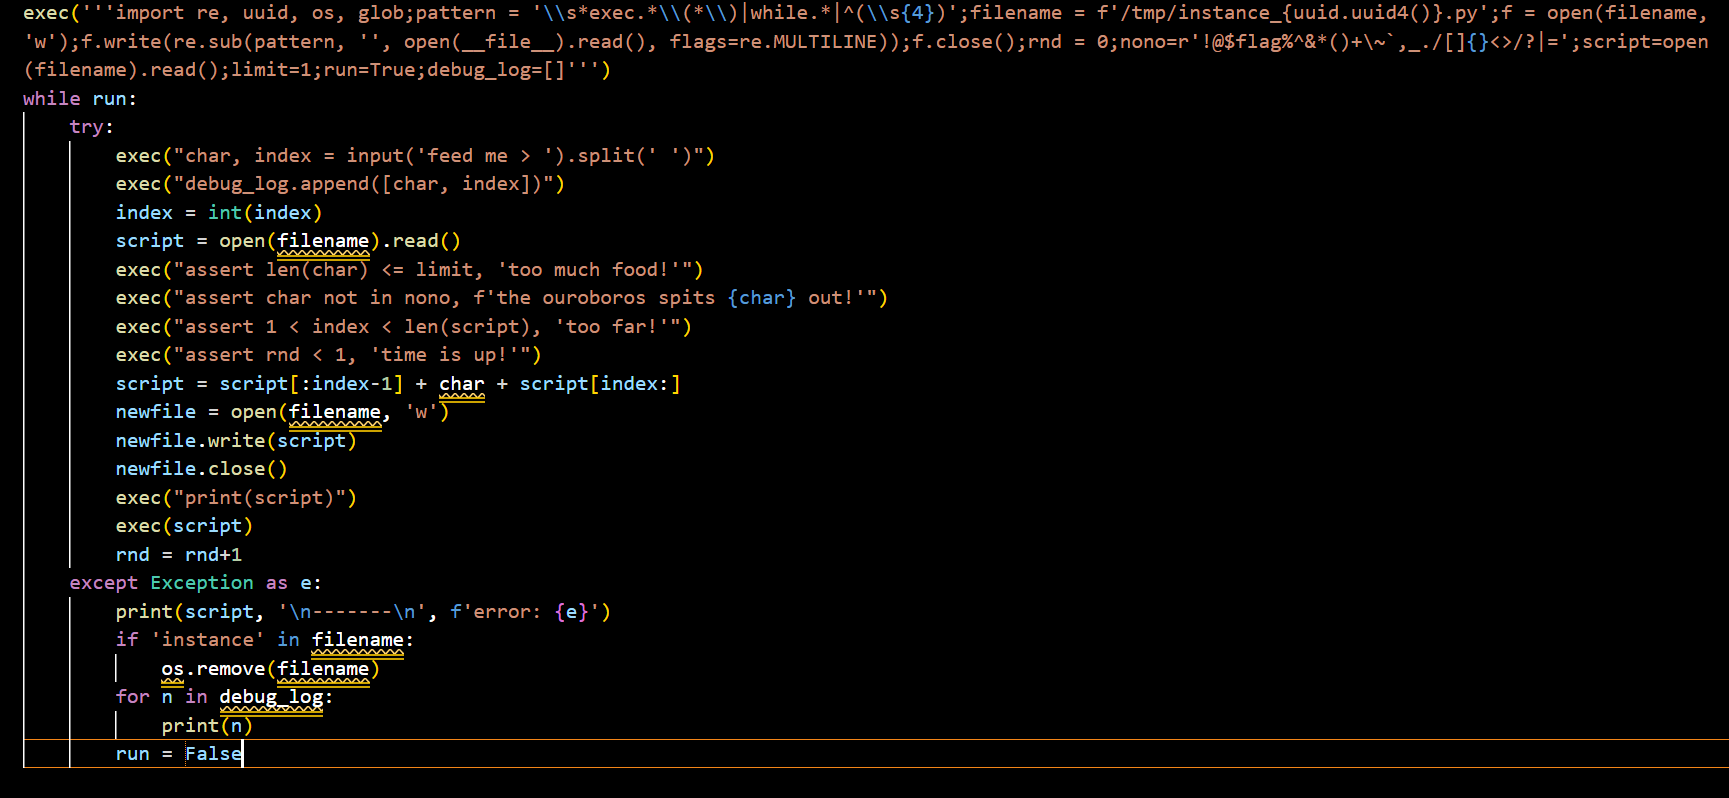 exec('''import re, uuid, os, glob;pattern = '\\s*exec.*\\(*\\)|while.*|^(\\s{4})';filename = f'/tmp/instance_{uuid.uuid4()}.py';f = open(filename,
'w');f.write(re.sub(pattern, '', open(__file__).read(), flags=re.MULTILINE));f.close();rnd = 0;nono=r'!@$flag%^&*()+\~`,_./[]{}<>/?|=';script=open
(filename).read();limit=1;run=True;debug_log=[]''')
while run:
    try:
        exec("char, index = input('feed me > ').split(' ')")
        exec("debug_log.append([char, index])")
        index = int(index)
        script = open(filename).read()
        exec("assert len(char) <= limit, 'too much food!'")
        exec("assert char not in nono, f'the ouroboros spits {char} out!'")
        exec("assert 1 < index < len(script), 'too far!'")
        exec("assert rnd < 1, 'time is up!'")
        script = script[:index-1] + char + script[index:]
        newfile = open(filename, 'w')
        newfile.write(script)
        newfile.close()
        exec("print(script)")
        exec(script)
        rnd = rnd+1
    except Exception as e:
        print(script, '\n-------\n', f'error: {e}')
        if 'instance' in filename:
            os.remove(filename)
        for n in debug_log:
            print(n)
        run = False